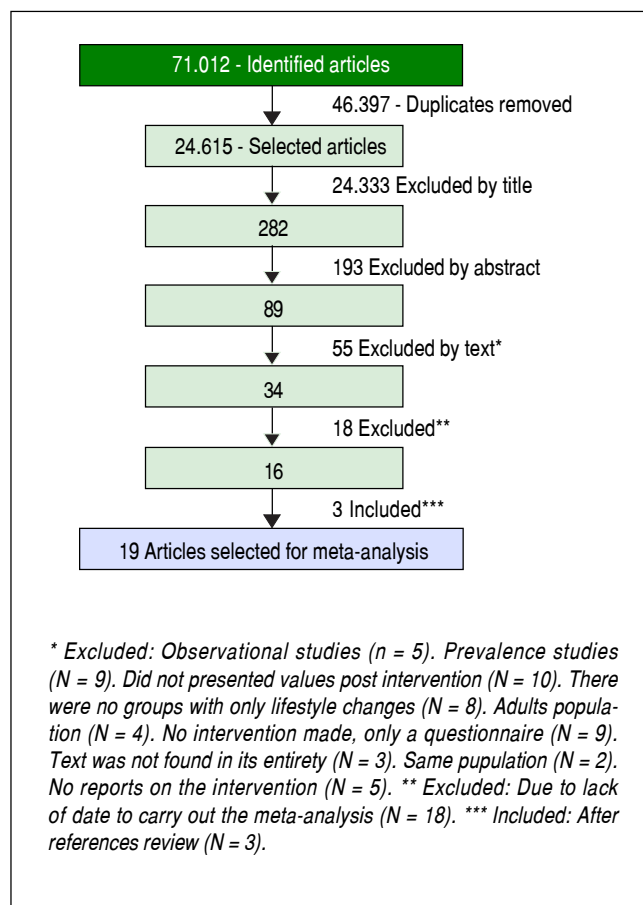 71.012 - Identified articles
46.397 - Duplicates removed
24.615 - Selected articles
24.333 Excluded by title
282
193 Excluded by abstract
89
55 Excluded by text*
34
18 Excluded**
16
3 Included***
19 Articles selected for meta-analysis
* Excluded: Observational studies (n = 5). Prevalence studies
(N = 9). Did not presented values post intervention (N = 10). There
were no groups with only lifestyle changes (N = 8). Adults popula-
tion (N = 4). No intervention made, only a questionnaire (N = 9).
Text was not found in its entirety (N = 3). Same pupulation (N = 2).
No reports on the intervention (N = 5). ** Excluded: Due to lack
of date to carry out the meta-analysis (N = 18). *** Included: After
references review (N = 3).